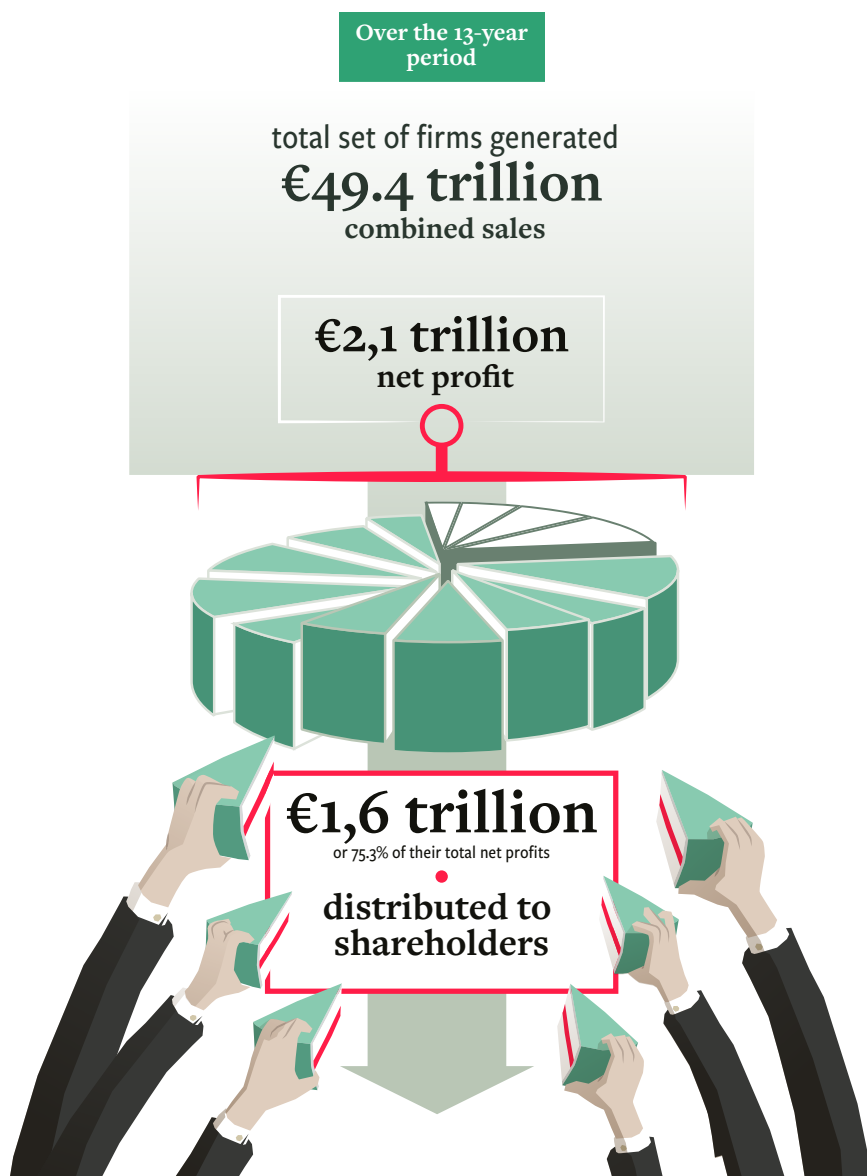 Over the 13-year
period
total set of firms generated
€49.4 trillion
combined sales
€2,1 trillion
net profit
€1,6 trillion
or 75.3% of their total net profits
distributed to
shareholders